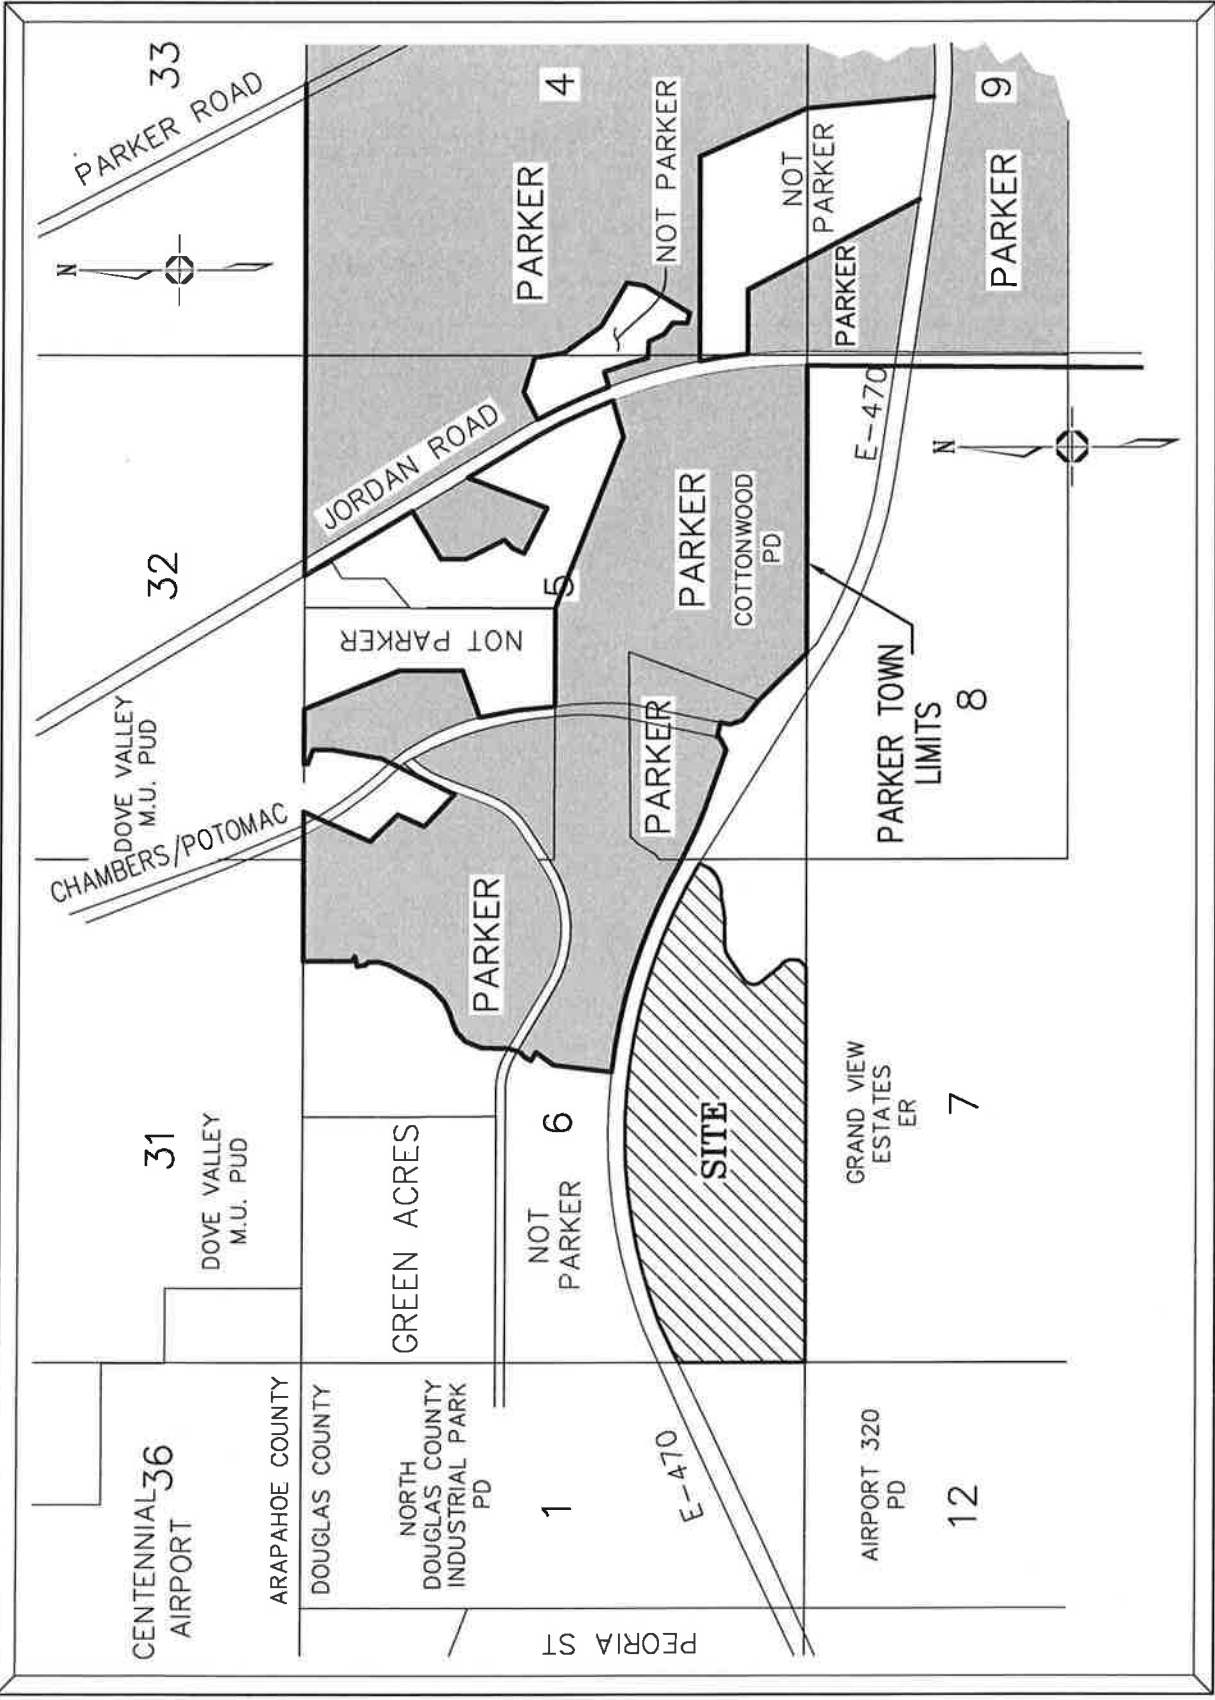 CENTENNIAL
AIRPORT
36
31
DOVE VALLEY
M.U. PUD
DOVE VALLEY
M.U. PUD
32
33
PARKER ROAD
N
CHAMBERS/POTOMAC
JORDAN ROAD
ARAPAHOE COUNTY
DOUGLAS COUNTY
NORTH
DOUGLAS COUNTY
INDUSTRIAL PARK
PD
1
GREEN ACRES
NOT
PARKER
6
PARKER
NOT PARKER
5
PARKER
PARKER
COTTONWOOD
PD
PARKER
4
NOT PARKER
NOT
PARKER
PARKER
PEORIA ST
E-470
SITE
E-470
PARKER
9
AIRPORT 320
PD
12
GRAND VIEW
ESTATES
ER
7
PARKER TOWN
LIMITS
8
N